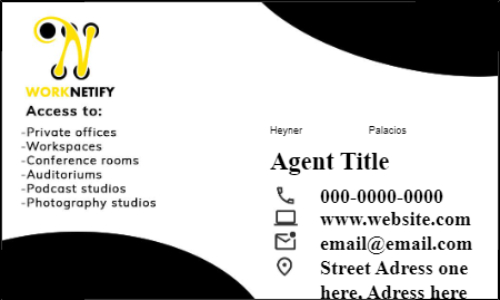 N
WORKNETIFY
Access to:
-Private offices
-Workspaces
-Conference rooms
-Auditoriums
-Podcast studios
-Photography studios
Heyner Palacios
Agent Title
000-0000-0000
www.website.com
email@email.com
Street Adress one
here, Adress here